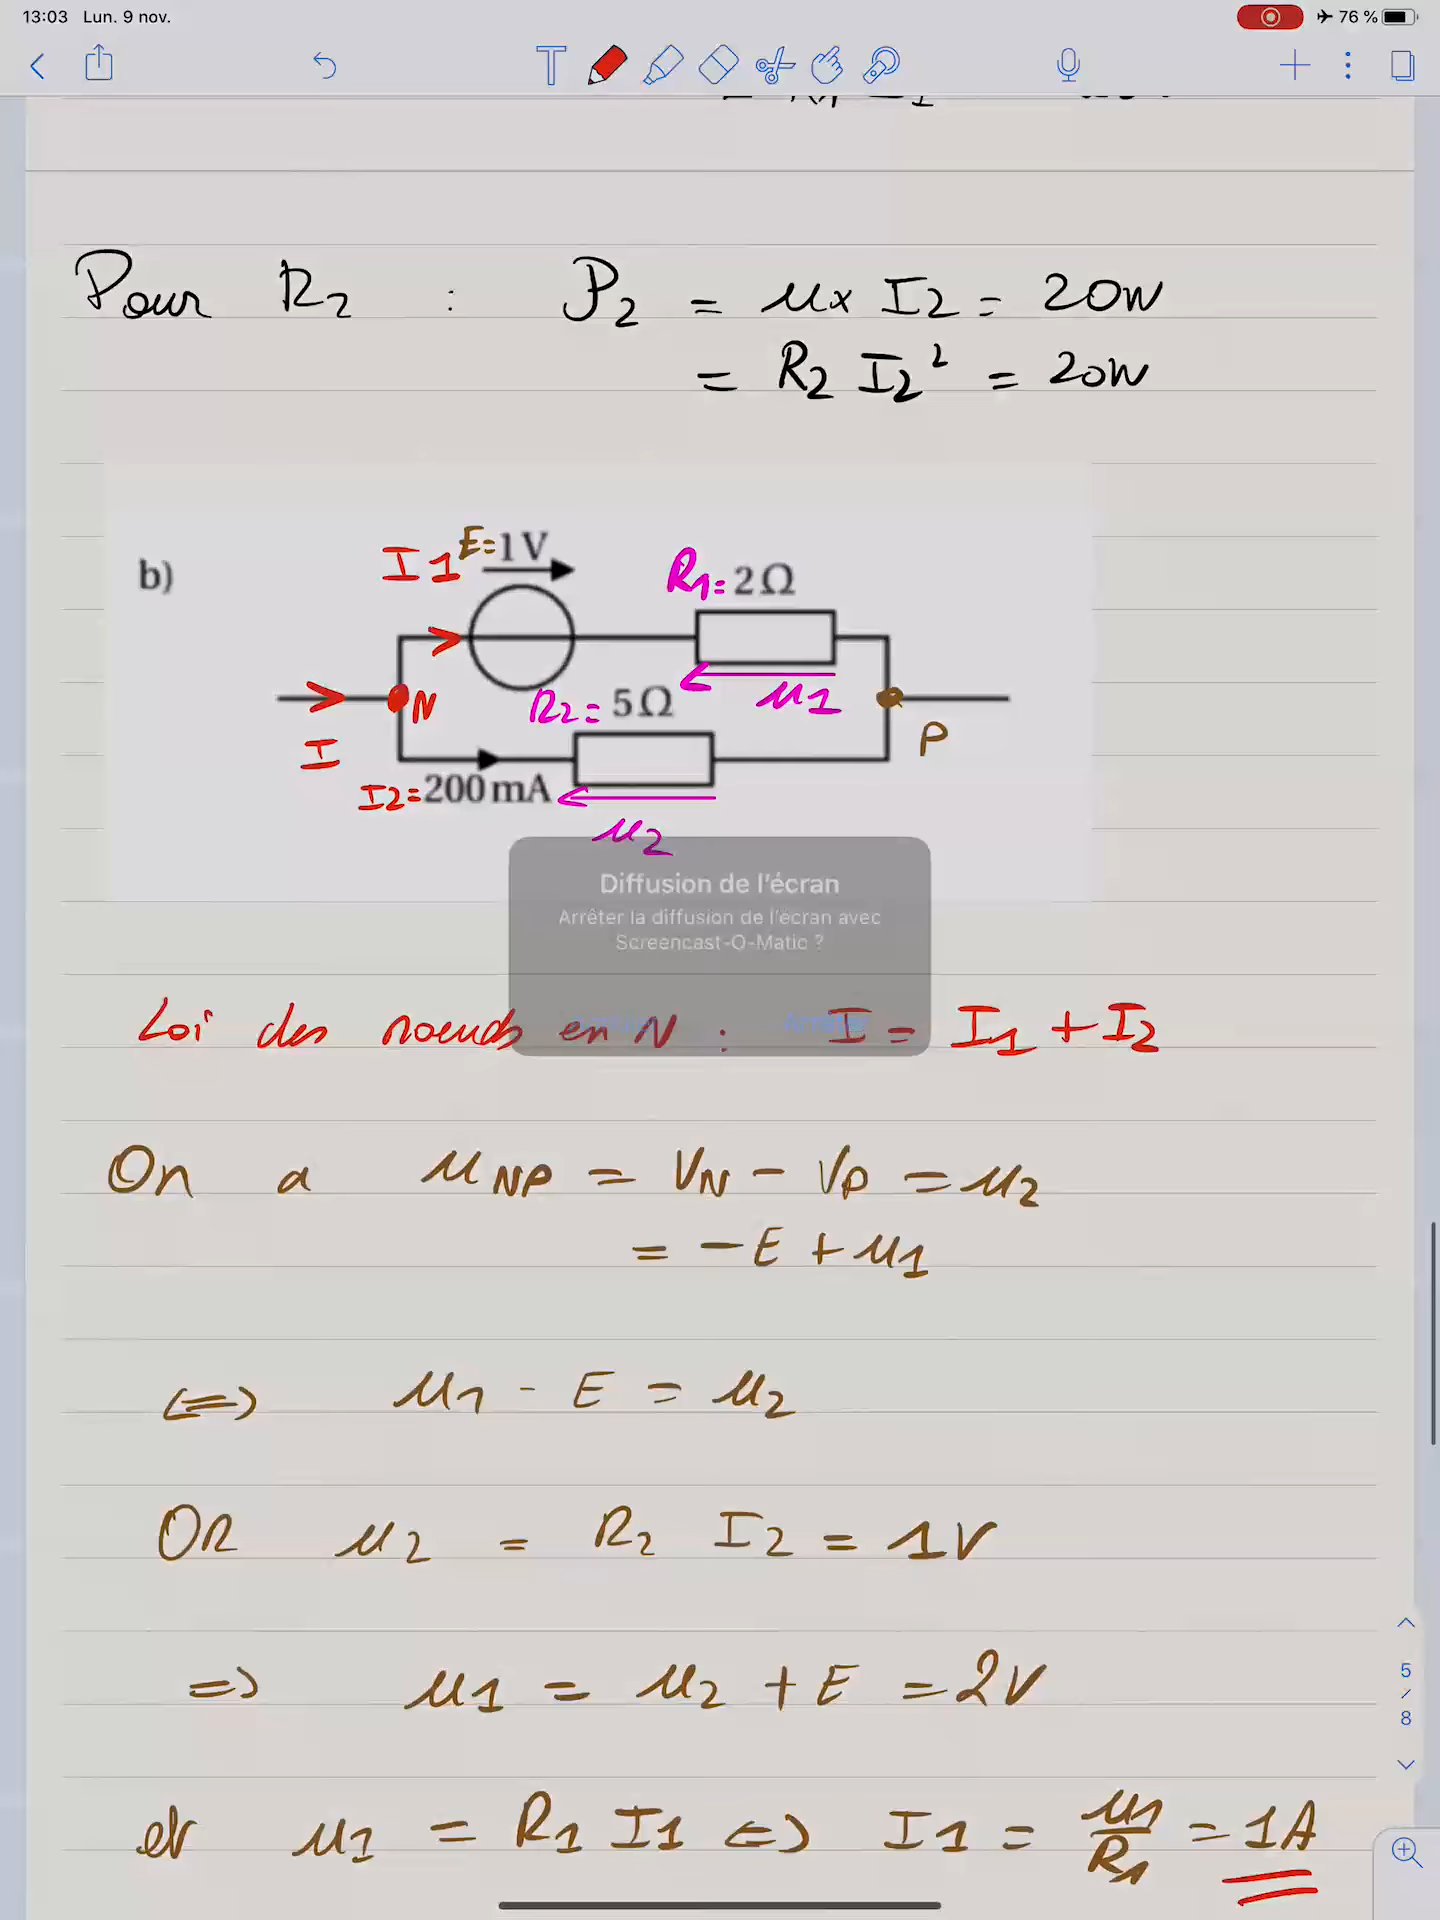 13:03 Lun. 9 nov. 76 %
Pour R2 : P2 = u x I2 = 20W
= R2 I2² = 20W
b)
I1 E=1V
R1=2Ω
N R2=5Ω u1
I P
I2=200mA
u2
Diffusion de l'écran
Arrêter la diffusion de l'écran avec
Screencast-O-Matic ?
Arrêter
Loi des noeuds en N : I = I1 + I2
On a uNP = VN - VP = u2
= -E + u1
<=> u1 - E = u2
OR u2 = R2 I2 = 1V
=> u1 = u2 + E = 2V
5
/
8
et u1 = R1 I1 <=> I1 = u1/R1 = 1A